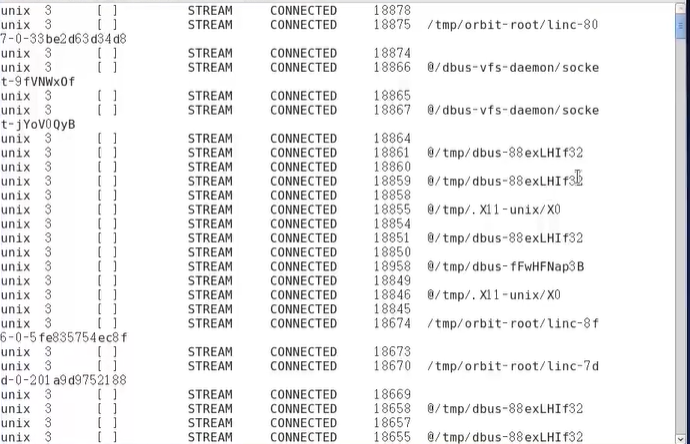 unix  3      [ ]         STREAM     CONNECTED     18878
unix  3      [ ]         STREAM     CONNECTED     18875  /tmp/orbit-root/linc-80
7-0-33be2d63d34d8
unix  3      [ ]         STREAM     CONNECTED     18874
unix  3      [ ]         STREAM     CONNECTED     18866  @/dbus-vfs-daemon/socke
t-9fVNWxOf
unix  3      [ ]         STREAM     CONNECTED     18865
unix  3      [ ]         STREAM     CONNECTED     18867  @/dbus-vfs-daemon/socke
t-jYoV0QyB
unix  3      [ ]         STREAM     CONNECTED     18864
unix  3      [ ]         STREAM     CONNECTED     18861  @/tmp/dbus-88exLHIf32
unix  3      [ ]         STREAM     CONNECTED     18860
unix  3      [ ]         STREAM     CONNECTED     18859  @/tmp/dbus-88exLHIf32
unix  3      [ ]         STREAM     CONNECTED     18858
unix  3      [ ]         STREAM     CONNECTED     18855  @/tmp/.X11-unix/X0
unix  3      [ ]         STREAM     CONNECTED     18854
unix  3      [ ]         STREAM     CONNECTED     18851  @/tmp/dbus-88exLHIf32
unix  3      [ ]         STREAM     CONNECTED     18850
unix  3      [ ]         STREAM     CONNECTED     18958  @/tmp/dbus-fFwHFNap3B
unix  3      [ ]         STREAM     CONNECTED     18849
unix  3      [ ]         STREAM     CONNECTED     18846  @/tmp/.X11-unix/X0
unix  3      [ ]         STREAM     CONNECTED     18845
unix  3      [ ]         STREAM     CONNECTED     18674  /tmp/orbit-root/linc-8f
6-0-5fe835754ec8f
unix  3      [ ]         STREAM     CONNECTED     18673
unix  3      [ ]         STREAM     CONNECTED     18670  /tmp/orbit-root/linc-7d
d-0-201a9d9752188
unix  3      [ ]         STREAM     CONNECTED     18669
unix  3      [ ]         STREAM     CONNECTED     18658  @/tmp/dbus-88exLHIf32
unix  3      [ ]         STREAM     CONNECTED     18657
unix  3      [ ]         STREAM     CONNECTED     18655  @/tmp/dbus-88exLHIf32